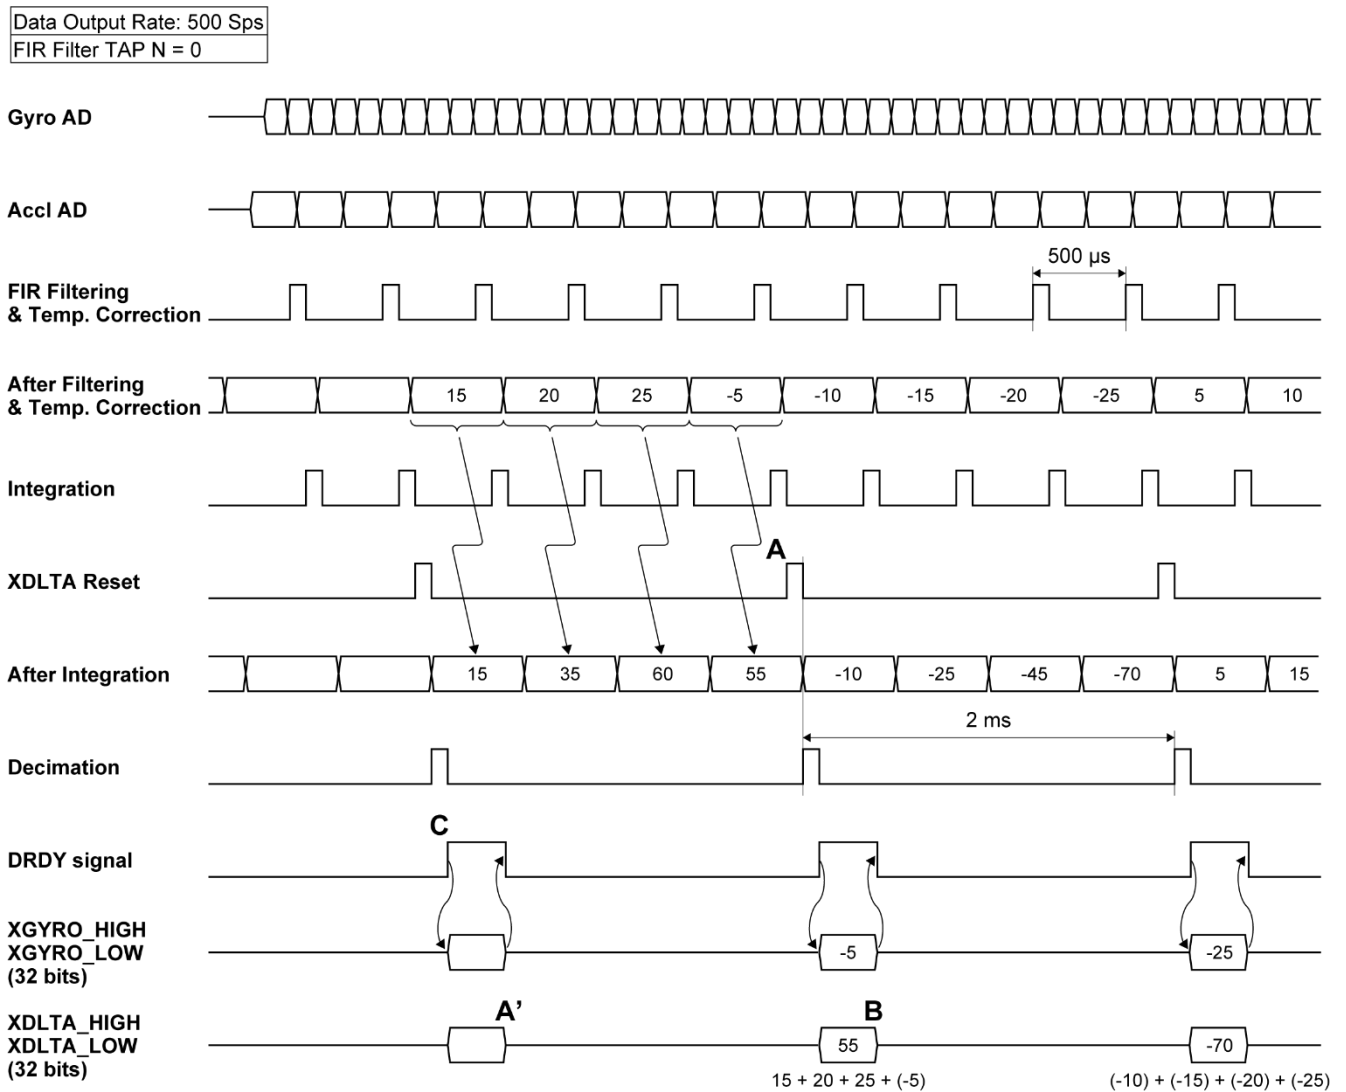 Data Output Rate: 500 Sps
FIR Filter TAP N = 0
Gyro AD
Accl AD
500 µs
FIR Filtering
& Temp. Correction
After Filtering
& Temp. Correction
15 20 25 -5 -10 -15 -20 -25 5 10
Integration
A
XDLTA Reset
After Integration
15 35 60 55 -10 -25 -45 -70 5 15
2 ms
Decimation
C
DRDY signal
XGYRO_HIGH
XGYRO_LOW
(32 bits)
-5 -25
A’ B
XDLTA_HIGH
XDLTA_LOW
(32 bits)
55 -70
15 + 20 + 25 + (-5) (-10) + (-15) + (-20) + (-25)